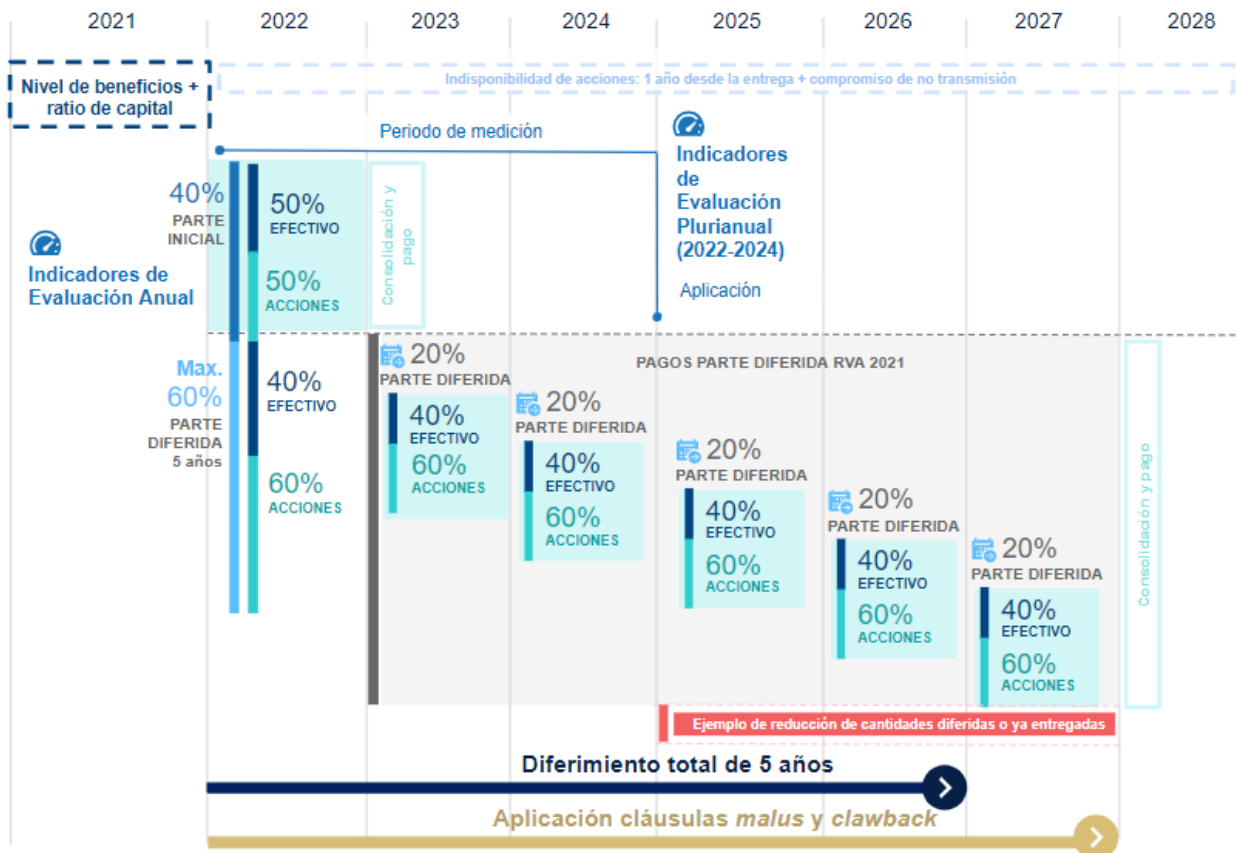 2021
2022
2023
2024
2025
2026
2027
2028
Nivel de beneficios +
ratio de capital
Indisponibilidad de acciones: 1 año desde la entrega + compromiso de no transmisión
Periodo de medición
Indicadores
de
Evaluación
Plurianual
(2022-2024)
Aplicación
Indicadores de
Evaluación Anual
40%
PARTE
INICIAL
50%
EFECTIVO
50%
ACCIONES
Consolidación y
pago
Max.
60%
PARTE
DIFERIDA
5 años
40%
EFECTIVO
60%
ACCIONES
PAGOS PARTE DIFERIDA RVA 2021
20%
PARTE DIFERIDA
40%
EFECTIVO
60%
ACCIONES
20%
PARTE DIFERIDA
40%
EFECTIVO
60%
ACCIONES
20%
PARTE DIFERIDA
40%
EFECTIVO
60%
ACCIONES
20%
PARTE DIFERIDA
40%
EFECTIVO
60%
ACCIONES
20%
PARTE DIFERIDA
40%
EFECTIVO
60%
ACCIONES
Consolidación y pago
Ejemplo de reducción de cantidades diferidas o ya entregadas
Diferimiento total de 5 años
Aplicación cláusulas malus y clawback